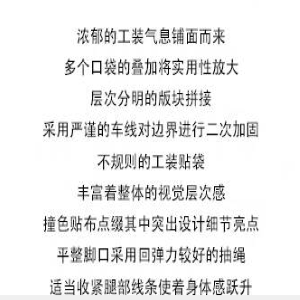 浓郁的工装气息铺面而来
多个口袋的叠加将实用性放大
层次分明的版块拼接
采用严谨的车线对边界进行二次加固
不规则的工装贴袋
丰富着整体的视觉层次感
撞色贴布点缀其中突出设计细节亮点
平整脚口采用回弹力较好的抽绳
适当收紧腿部线条使着身体感跃升